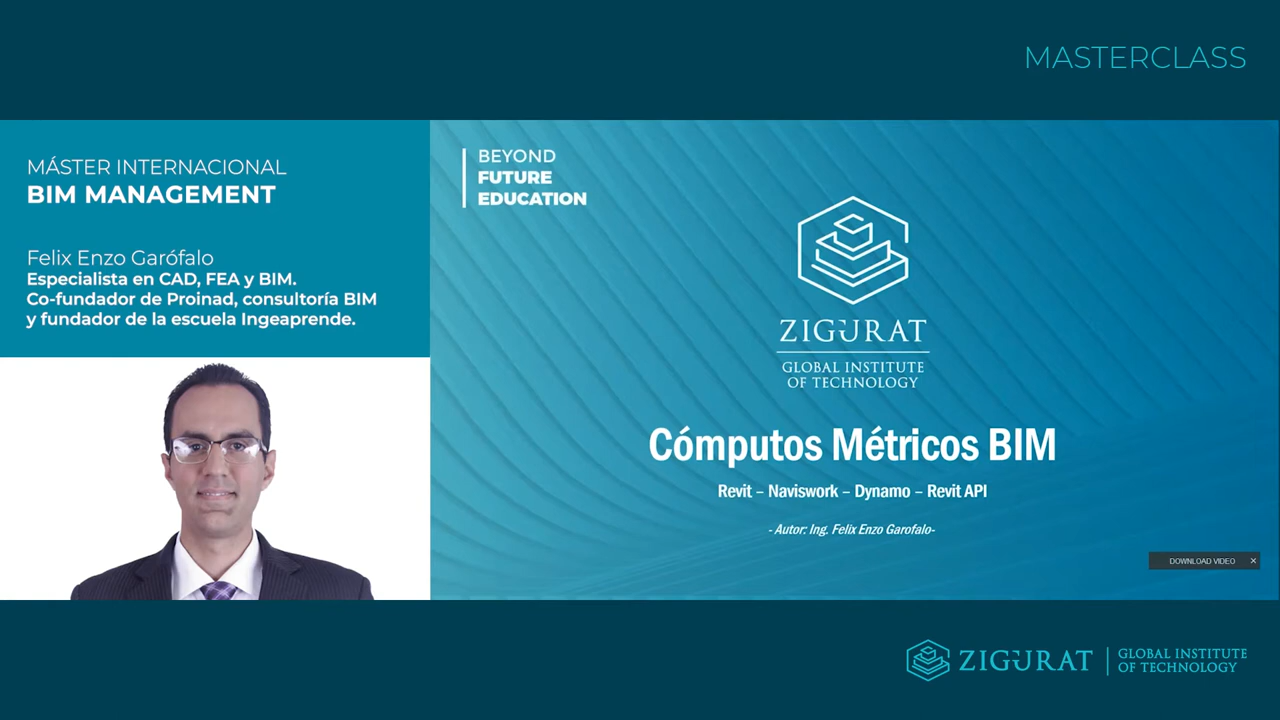 MASTERCLASS
MÁSTER INTERNACIONAL
BIM MANAGEMENT
Felix Enzo Garófalo
Especialista en CAD, FEA y BIM.
Co-fundador de Proinad, consultoría BIM
y fundador de la escuela Ingeaprende.
BEYOND
FUTURE
EDUCATION
ZIGURAT
GLOBAL INSTITUTE
OF TECHNOLOGY
Cómputos Métricos BIM
Revit – Naviswork – Dynamo – Revit API
- Autor: Ing. Felix Enzo Garofalo-
DOWNLOAD VIDEO ✕
ZIGURAT
GLOBAL INSTITUTE
OF TECHNOLOGY